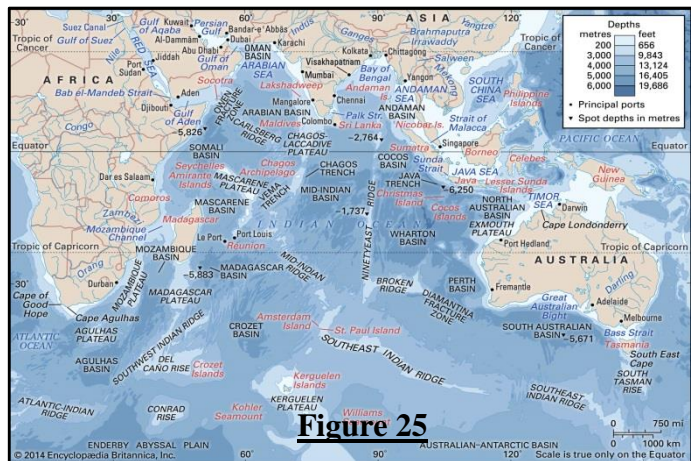 Suez Canal
Gulf of Aqaba
Gulf of Suez
Tropic of Cancer
Nile
RED SEA
Port Sudan
Jiddah
Kuwait
Persian Gulf
Al-Dammām
Abu Dhabi
Bandar-e ʿAbbās
Dubai
Gulf of Oman
OMAN BASIN
Karachi
Indus
Ganges
ASIA
Yangtze
Brahmaputra
Irrawaddy
Salween
Mekong
Tropic of Cancer
Depths
metres
feet
200
656
3,000
9,843
4,000
13,124
5,000
16,405
6,000
19,686
Principal ports
Spot depths in metres
AFRICA
Bab el-Mandeb Strait
Djibouti
Aden
Gulf of Aden
Socotra
ARABIAN SEA
Kolkata
Chittagong
Visakhapatnam
Mumbai
Bay of Bengal
Yangon
Lakshadweep
Mangalore
Chennai
Andaman Is.
ANDAMAN SEA
SOUTH CHINA SEA
Philippine Islands
OWEN FRACTURE ZONE
ARABIAN BASIN
CARLSBERG RIDGE
Maldives
Colombo
Palk Str.
Sri Lanka
ANDAMAN BASIN
Nicobar Is.
Strait of Malacca
PACIFIC OCEAN
-5,826
-2,764
Congo
Equator
SOMALI BASIN
CHAGOS-LACCADIVE PLATEAU
Sumatra
Singapore
Borneo
Celebes
Equator
Dar es Salaam
Seychelles
Amirante Islands
Chagos Archipelago
CHAGOS TRENCH
COCOS BASIN
Sunda Strait
JAVA SEA
New Guinea
MASCARENE PLATEAU
VEMA TRENCH
MID-INDIAN BASIN
JAVA TRENCH
-6,250
Java
Lesser Sunda Islands
Comoros
MASCARENE BASIN
Christmas Island
Cocos Islands
TIMOR SEA
Darwin
Zambezi
Mozambique Channel
Madagascar
-1,737
INDIAN OCEAN
NORTH AUSTRALIAN BASIN
EXMOUTH PLATEAU
Cape Londonderry
Le Port
Port Louis
Réunion
WHARTON BASIN
Port Hedland
Tropic of Capricorn
MOZAMBIQUE BASIN
MID-INDIAN RIDGE
NINETYEAST RIDGE
AUSTRALIA
Tropic of Capricorn
-5,883
MADAGASCAR BASIN
Orange
30°
Durban
MOZAMBIQUE PLATEAU
MADAGASCAR PLATEAU
BROKEN RIDGE
PERTH BASIN
Fremantle
Darling
30°
Cape of Good Hope
Cape Agulhas
DIAMANTINA FRACTURE ZONE
Great Australian Bight
Adelaide
Melbourne
ATLANTIC OCEAN
AGULHAS PLATEAU
CROZET BASIN
Amsterdam Island
St. Paul Island
SOUTH AUSTRALIAN BASIN
-5,671
Bass Strait
Tasmania
AGULHAS BASIN
SOUTHWEST INDIAN RIDGE
DEL CAÑO RISE
Crozet Islands
SOUTHEAST INDIAN RIDGE
South East Cape
SOUTH TASMAN RISE
Kerguelen Islands
KERGUELEN PLATEAU
ATLANTIC-INDIAN RIDGE
CONRAD RISE
Kohler Seamount
Williams
SOUTHEAST INDIAN RIDGE
Figure 25
0
750 mi
0
1000 km
ENDERBY ABYSSAL PLAIN
AUSTRALIAN-ANTARCTIC BASIN
30°
60°
90°
120°
Scale is true only on the Equator
© 2014 Encyclopædia Britannica, Inc.